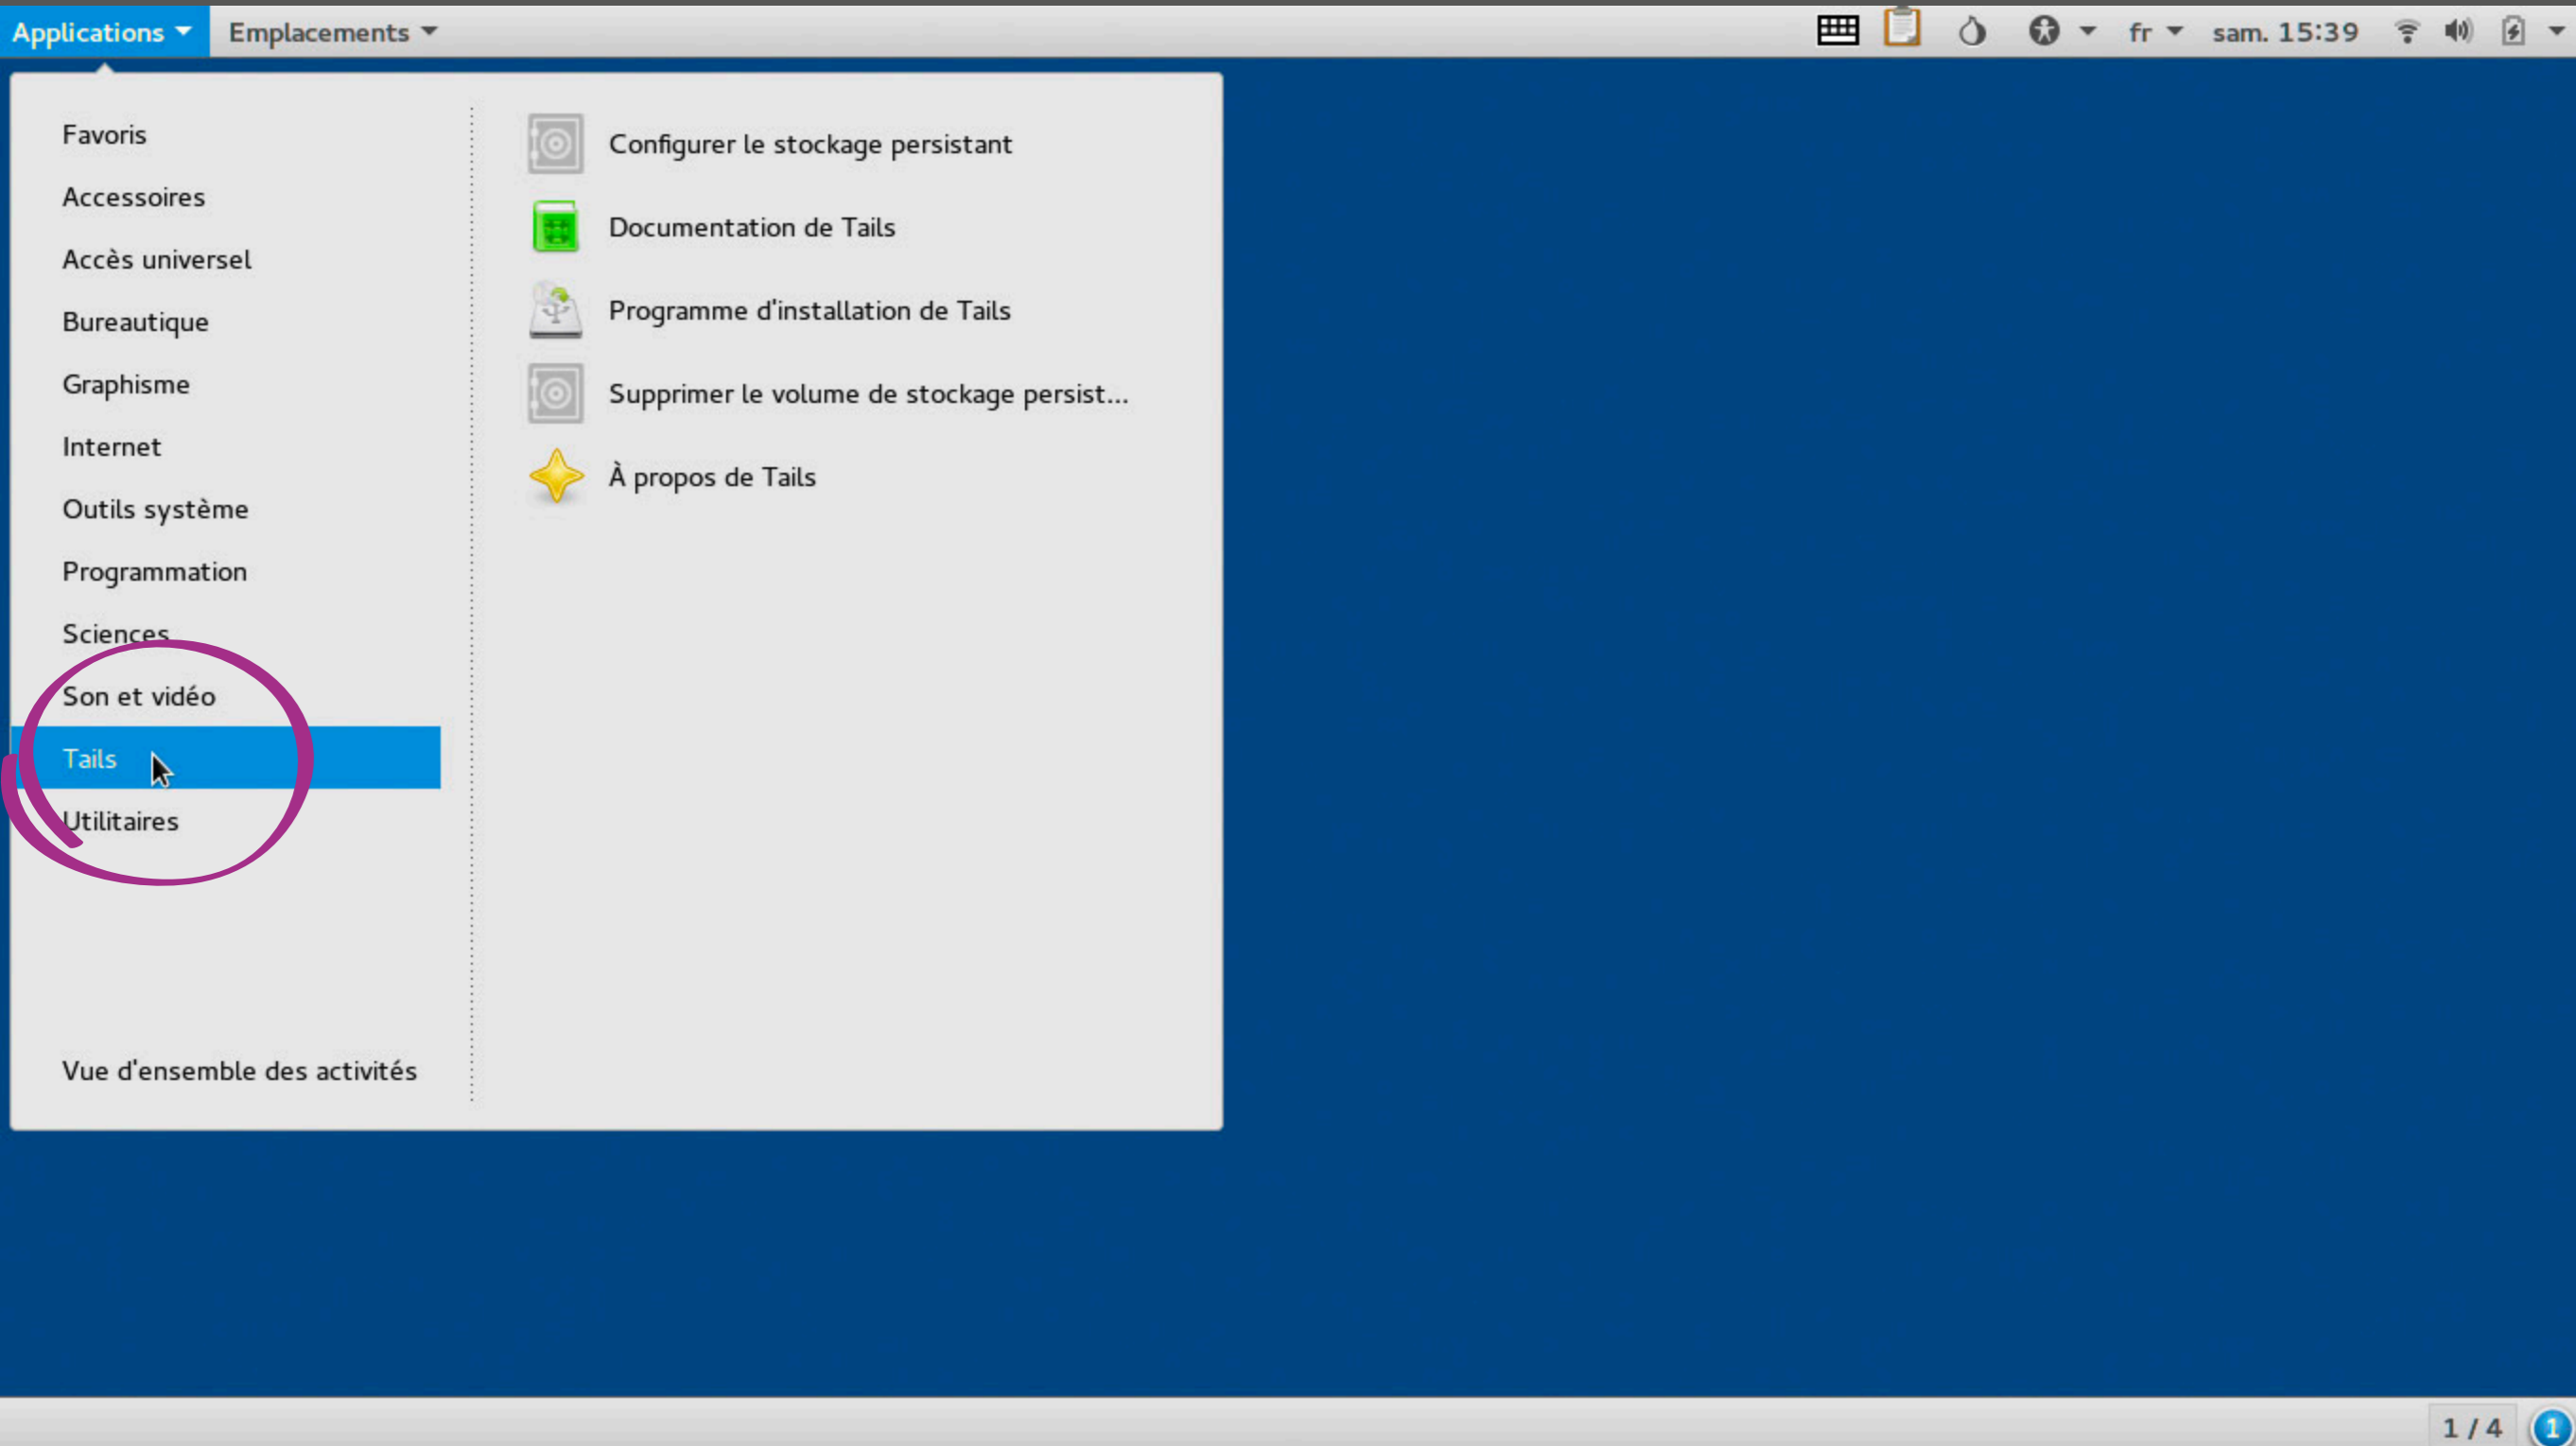 Applications Emplacements fr sam. 15:39
Favoris
Accessoires
Accès universel
Bureautique
Graphisme
Internet
Outils système
Programmation
Sciences
Son et vidéo
Tails
Utilitaires
Vue d'ensemble des activités
Configurer le stockage persistant
Documentation de Tails
Programme d'installation de Tails
Supprimer le volume de stockage persist...
À propos de Tails
1 / 4 1